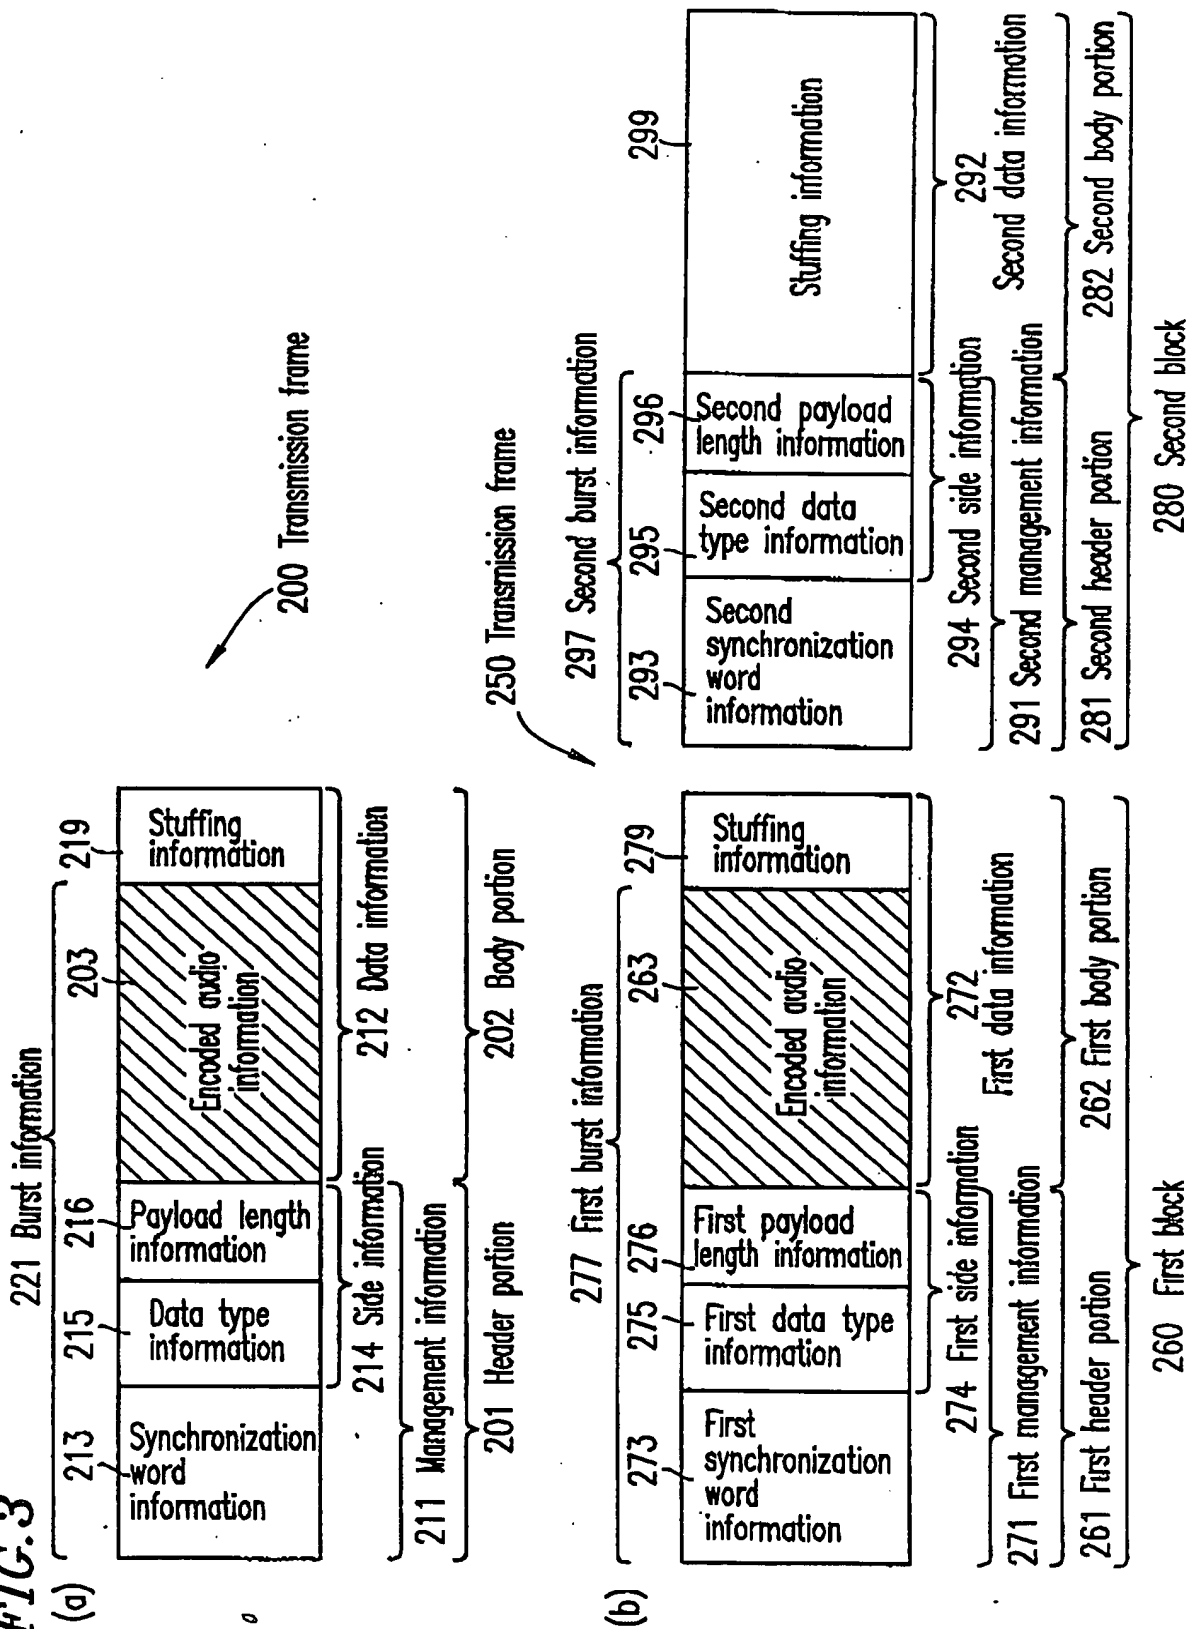 FIG.3
(a)
200 Transmission frame
221 Burst information
213
215
216
203
219
Synchronization
word
information
Data type
information
Payload length
information
Encoded audio
information
Stuffing
information
214 Side information
212 Data information
211 Management information
201 Header portion
202 Body portion
(b)
250 Transmission frame
277 First burst information
273
275
276
263
279
First
synchronization
word
information
First data type
information
First payload
length information
Encoded audio
information
Stuffing
information
274 First side information
272
First data information
271 First management information
261 First header portion
262 First body portion
260 First block
297 Second burst information
293
295
296
299
Second
synchronization
word
information
Second data
type information
Second payload
length information
Stuffing information
294 Second side information
292
Second data information
291 Second management information
281 Second header portion
282 Second body portion
280 Second block